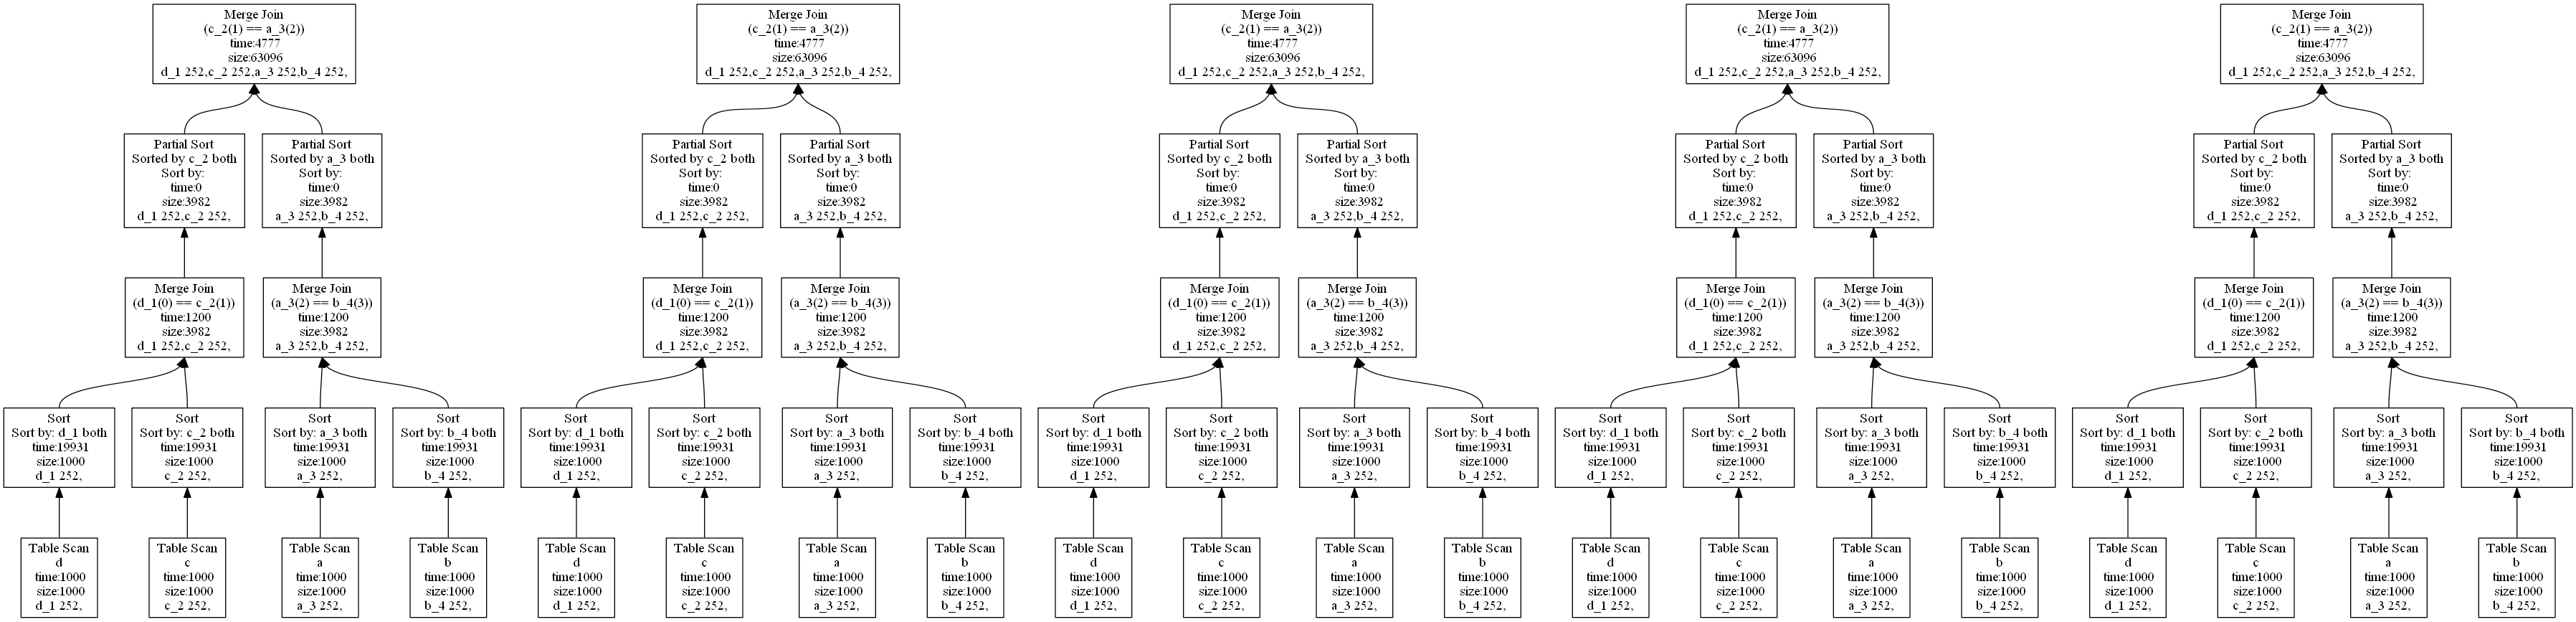 Merge Join
(c_2(1) == a_3(2))
time:4777
size:63096
d_1 252,c_2 252,a_3 252,b_4 252,
Merge Join
(c_2(1) == a_3(2))
time:4777
size:63096
d_1 252,c_2 252,a_3 252,b_4 252,
Merge Join
(c_2(1) == a_3(2))
time:4777
size:63096
d_1 252,c_2 252,a_3 252,b_4 252,
Merge Join
(c_2(1) == a_3(2))
time:4777
size:63096
d_1 252,c_2 252,a_3 252,b_4 252,
Merge Join
(c_2(1) == a_3(2))
time:4777
size:63096
d_1 252,c_2 252,a_3 252,b_4 252,
Partial Sort
Sorted by c_2 both
Sort by:
time:0
size:3982
d_1 252,c_2 252,
Partial Sort
Sorted by a_3 both
Sort by:
time:0
size:3982
a_3 252,b_4 252,
Partial Sort
Sorted by c_2 both
Sort by:
time:0
size:3982
d_1 252,c_2 252,
Partial Sort
Sorted by a_3 both
Sort by:
time:0
size:3982
a_3 252,b_4 252,
Partial Sort
Sorted by c_2 both
Sort by:
time:0
size:3982
d_1 252,c_2 252,
Partial Sort
Sorted by a_3 both
Sort by:
time:0
size:3982
a_3 252,b_4 252,
Partial Sort
Sorted by c_2 both
Sort by:
time:0
size:3982
d_1 252,c_2 252,
Partial Sort
Sorted by a_3 both
Sort by:
time:0
size:3982
a_3 252,b_4 252,
Partial Sort
Sorted by c_2 both
Sort by:
time:0
size:3982
d_1 252,c_2 252,
Partial Sort
Sorted by a_3 both
Sort by:
time:0
size:3982
a_3 252,b_4 252,
Merge Join
(d_1(0) == c_2(1))
time:1200
size:3982
d_1 252,c_2 252,
Merge Join
(a_3(2) == b_4(3))
time:1200
size:3982
a_3 252,b_4 252,
Merge Join
(d_1(0) == c_2(1))
time:1200
size:3982
d_1 252,c_2 252,
Merge Join
(a_3(2) == b_4(3))
time:1200
size:3982
a_3 252,b_4 252,
Merge Join
(d_1(0) == c_2(1))
time:1200
size:3982
d_1 252,c_2 252,
Merge Join
(a_3(2) == b_4(3))
time:1200
size:3982
a_3 252,b_4 252,
Merge Join
(d_1(0) == c_2(1))
time:1200
size:3982
d_1 252,c_2 252,
Merge Join
(a_3(2) == b_4(3))
time:1200
size:3982
a_3 252,b_4 252,
Merge Join
(d_1(0) == c_2(1))
time:1200
size:3982
d_1 252,c_2 252,
Merge Join
(a_3(2) == b_4(3))
time:1200
size:3982
a_3 252,b_4 252,
Sort
Sort by: d_1 both
time:19931
size:1000
d_1 252,
Sort
Sort by: c_2 both
time:19931
size:1000
c_2 252,
Sort
Sort by: a_3 both
time:19931
size:1000
a_3 252,
Sort
Sort by: b_4 both
time:19931
size:1000
b_4 252,
Sort
Sort by: d_1 both
time:19931
size:1000
d_1 252,
Sort
Sort by: c_2 both
time:19931
size:1000
c_2 252,
Sort
Sort by: a_3 both
time:19931
size:1000
a_3 252,
Sort
Sort by: b_4 both
time:19931
size:1000
b_4 252,
Sort
Sort by: d_1 both
time:19931
size:1000
d_1 252,
Sort
Sort by: c_2 both
time:19931
size:1000
c_2 252,
Sort
Sort by: a_3 both
time:19931
size:1000
a_3 252,
Sort
Sort by: b_4 both
time:19931
size:1000
b_4 252,
Sort
Sort by: d_1 both
time:19931
size:1000
d_1 252,
Sort
Sort by: c_2 both
time:19931
size:1000
c_2 252,
Sort
Sort by: a_3 both
time:19931
size:1000
a_3 252,
Sort
Sort by: b_4 both
time:19931
size:1000
b_4 252,
Sort
Sort by: d_1 both
time:19931
size:1000
d_1 252,
Sort
Sort by: c_2 both
time:19931
size:1000
c_2 252,
Sort
Sort by: a_3 both
time:19931
size:1000
a_3 252,
Sort
Sort by: b_4 both
time:19931
size:1000
b_4 252,
Table Scan
d
time:1000
size:1000
d_1 252,
Table Scan
c
time:1000
size:1000
c_2 252,
Table Scan
a
time:1000
size:1000
a_3 252,
Table Scan
b
time:1000
size:1000
b_4 252,
Table Scan
d
time:1000
size:1000
d_1 252,
Table Scan
c
time:1000
size:1000
c_2 252,
Table Scan
a
time:1000
size:1000
a_3 252,
Table Scan
b
time:1000
size:1000
b_4 252,
Table Scan
d
time:1000
size:1000
d_1 252,
Table Scan
c
time:1000
size:1000
c_2 252,
Table Scan
a
time:1000
size:1000
a_3 252,
Table Scan
b
time:1000
size:1000
b_4 252,
Table Scan
d
time:1000
size:1000
d_1 252,
Table Scan
c
time:1000
size:1000
c_2 252,
Table Scan
a
time:1000
size:1000
a_3 252,
Table Scan
b
time:1000
size:1000
b_4 252,
Table Scan
d
time:1000
size:1000
d_1 252,
Table Scan
c
time:1000
size:1000
c_2 252,
Table Scan
a
time:1000
size:1000
a_3 252,
Table Scan
b
time:1000
size:1000
b_4 252,